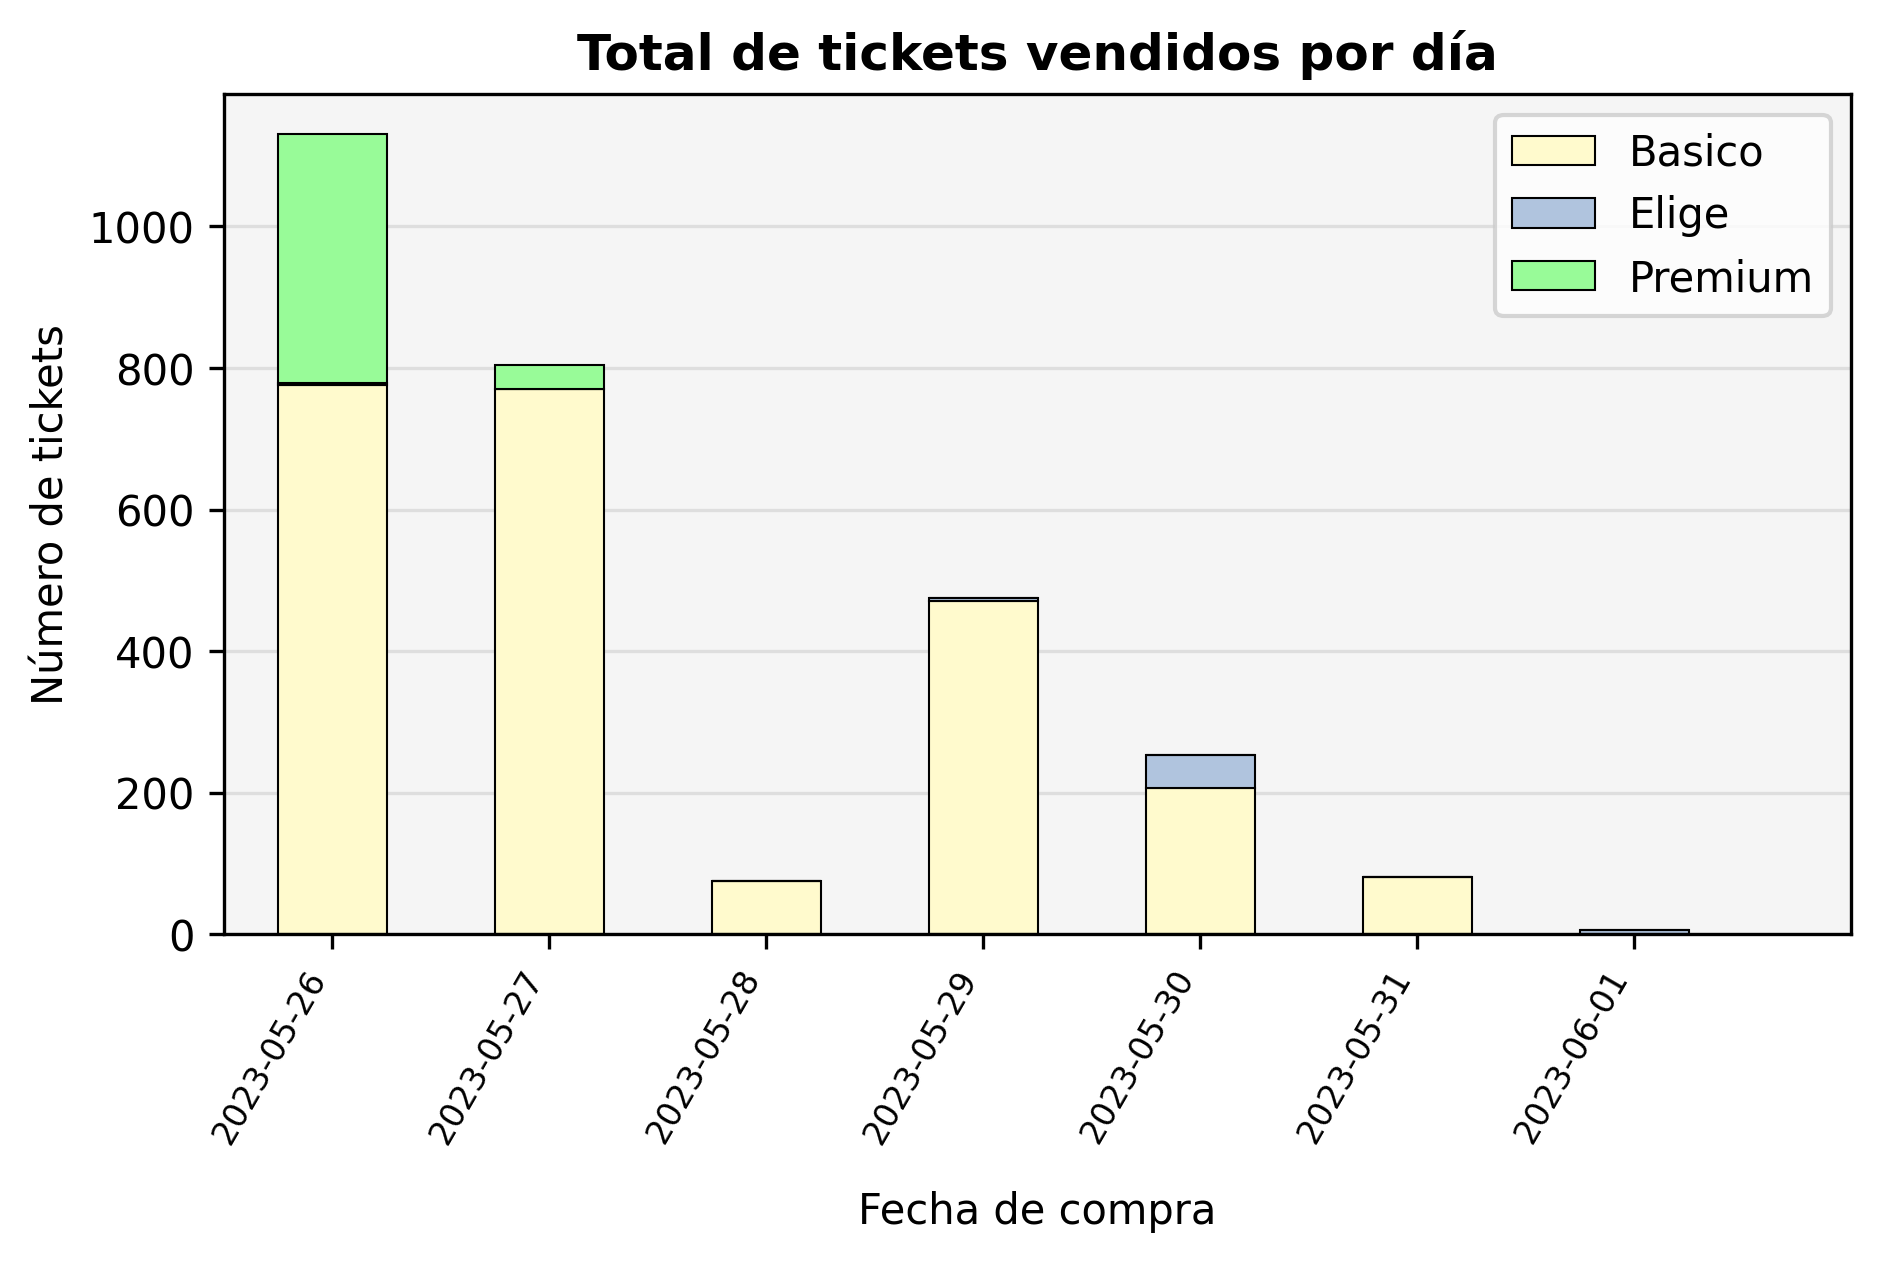 Total de tickets vendidos por día
Basico
Elige
Premium
Número de tickets
1000
800
600
400
200
0
2023-05-26
2023-05-27
2023-05-28
2023-05-29
2023-05-30
2023-05-31
2023-06-01
Fecha de compra